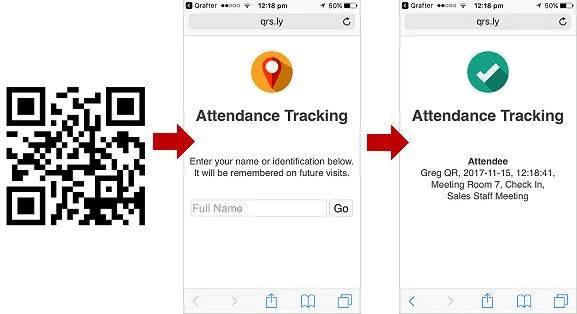 Qrafter 12:18 pm 50%
qrs.ly
Attendance Tracking
Enter your name or identification below.
It will be remembered on future visits.
Full Name Go
Qrafter 12:18 pm 50%
qrs.ly
Attendance Tracking
Attendee
Greg QR, 2017-11-15, 12:18:41,
Meeting Room 7, Check In,
Sales Staff Meeting